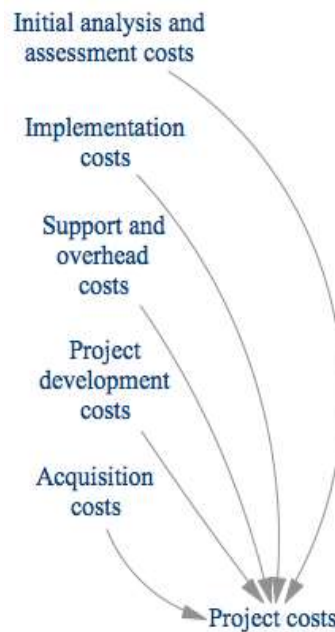 Initial analysis and
assessment costs
Implementation
costs
Support and
overhead
costs
Project
development
costs
Acquisition
costs
Project costs